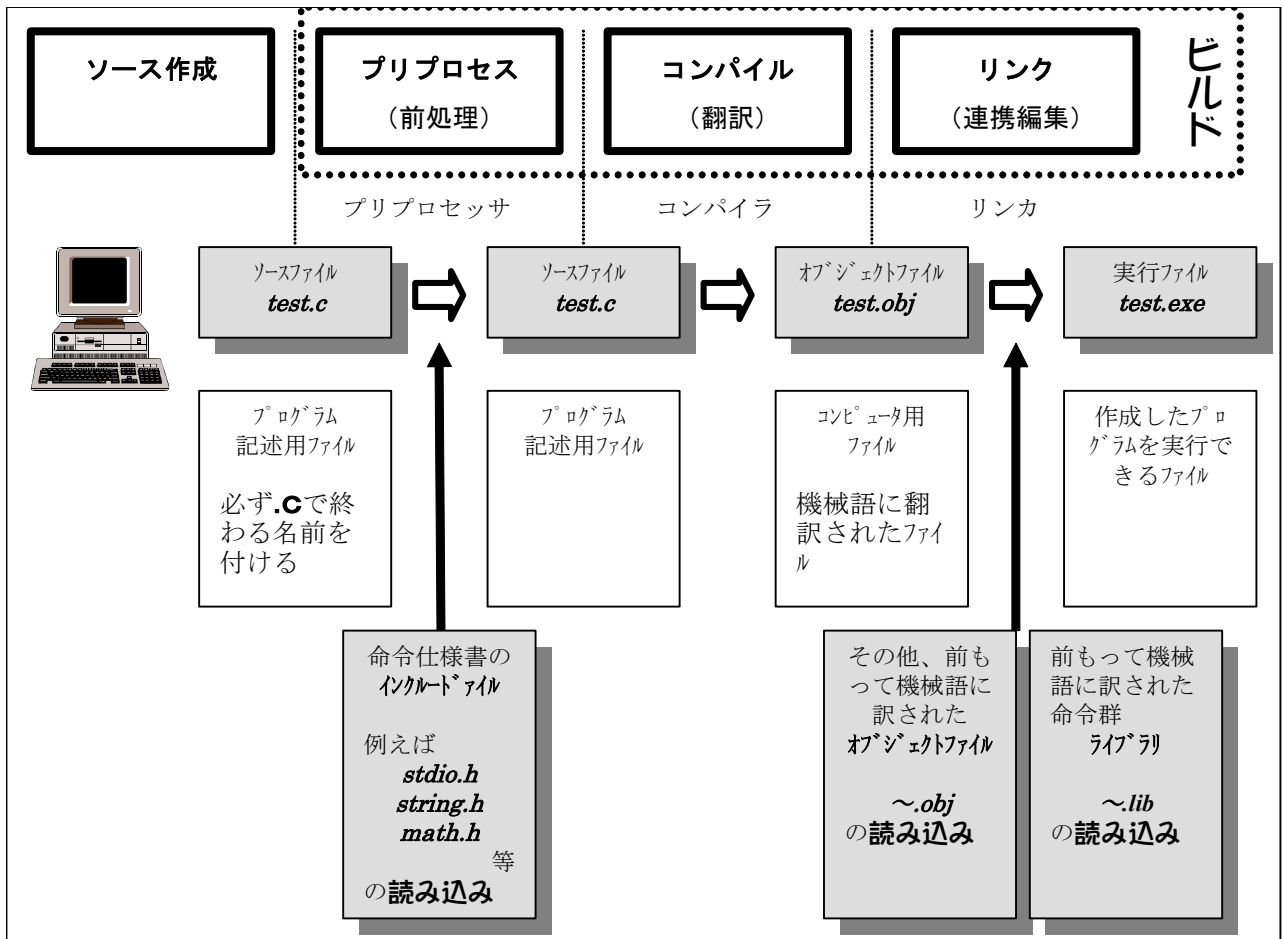 ソース作成
プリプロセス
(前処理)
コンパイル
(翻訳)
リンク
(連携編集)
ビルド
プリプロセッサ
コンパイラ
リンカ
ソースファイル
test.c
ソースファイル
test.c
オブジェクトファイル
test.obj
実行ファイル
test.exe
プログラム
記述用ファイル
必ず.Cで終
わる名前を
付ける
プログラム
記述用ファイル
コンピュータ用
ファイル
機械語に翻
訳されたファイ
ル
作成したプロ
グラムを実行で
きるファイル
命令仕様書の
インクルードァイル
例えば
stdio.h
string.h
math.h
等
の読み込み
その他、前も
って機械語に
訳された
オブジェクトファイル
~.obj
の読み込み
前もって機械
語に訳された
命令群
ライブラリ
~.lib
の読み込み